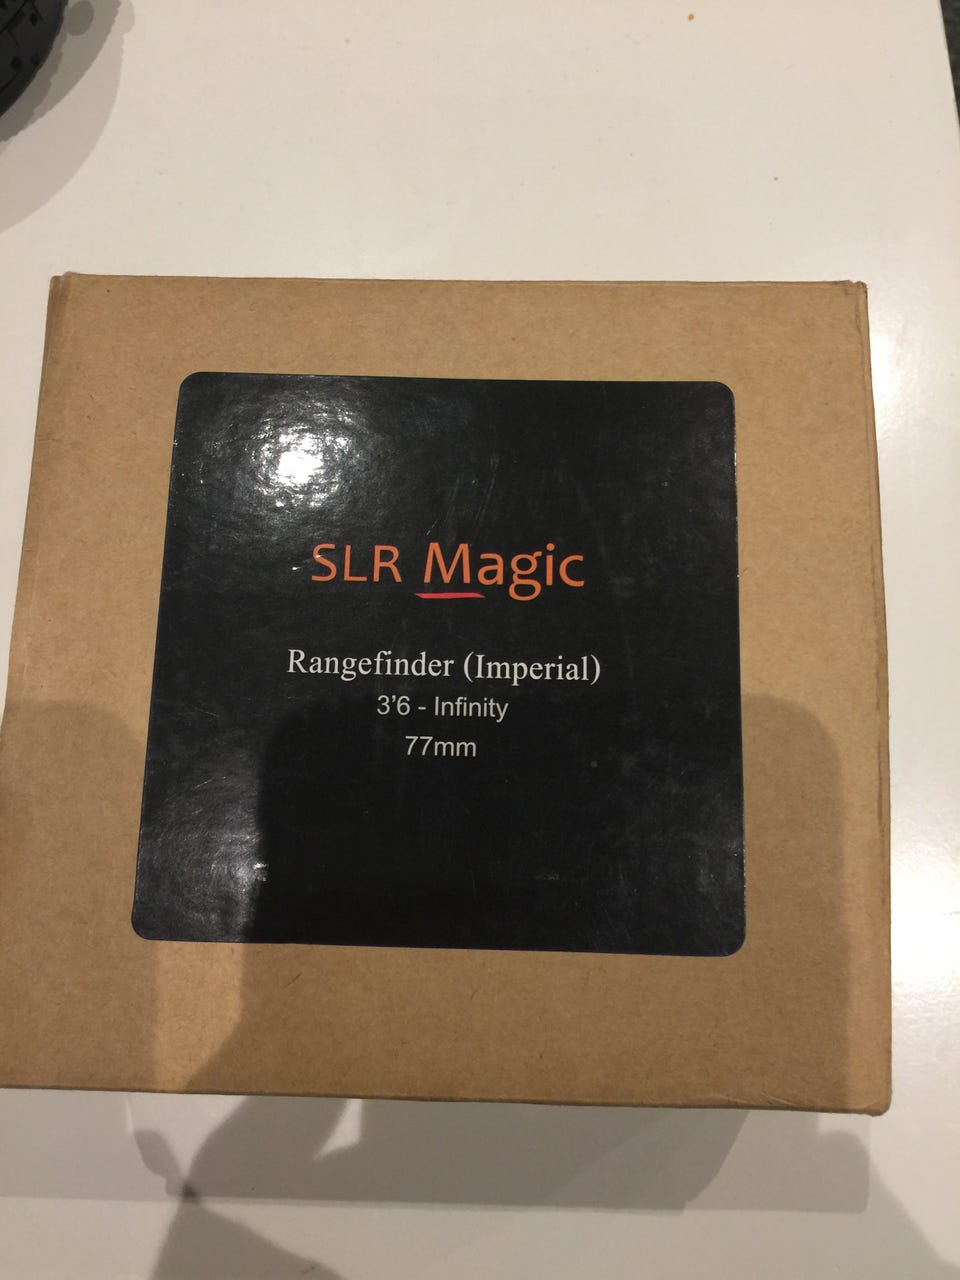 SLR Magic
Rangefinder (Imperial)
3'6 - Infinity
77mm